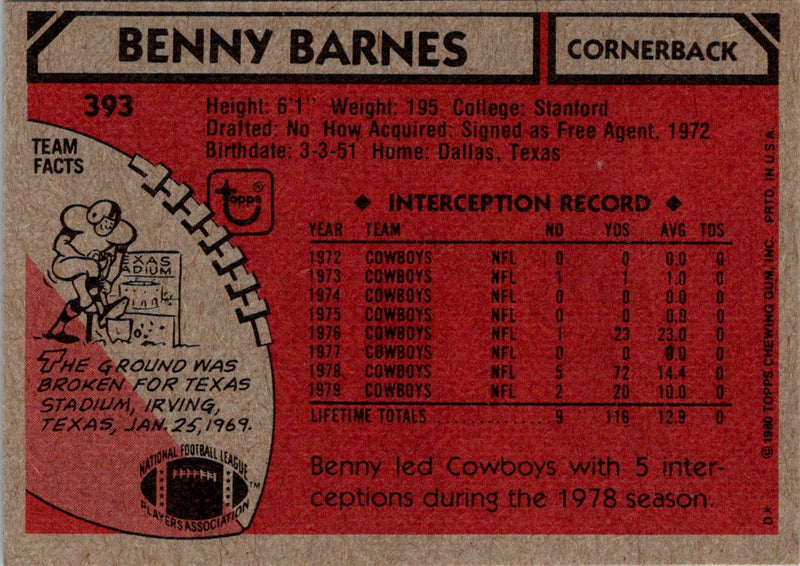 BENNY BARNES
CORNERBACK
393
Height: 6'1" Weight: 195 College: Stanford
Drafted: No How Acquired: Signed as Free Agent, 1972
Birthdate: 3-3-51 Home: Dallas, Texas
TEAM
FACTS
topps®
EXAS
ADIUM
THE GROUND WAS
BROKEN FOR TEXAS
STADIUM, IRVING,
TEXAS, JAN. 25, 1969.
NATIONAL FOOTBALL LEAGUE
PLAYERS ASSOCIATION
TM
◆ INTERCEPTION RECORD ◆
YEAR TEAM NO YDS AVG TDS
1972 COWBOYS NFL 0 0 0.0 0
1973 COWBOYS NFL 1 1 1.0 0
1974 COWBOYS NFL 0 0 0.0 0
1975 COWBOYS NFL 0 0 0.0 0
1976 COWBOYS NFL 1 23 23.0 0
1977 COWBOYS NFL 0 0 0.0 0
1978 COWBOYS NFL 5 72 14.4 0
1979 COWBOYS NFL 2 20 10.0 0
LIFETIME TOTALS 9 116 12.9 0
Benny led Cowboys with 5 inter-
ceptions during the 1978 season.
D*
© 1980 TOPPS CHEWING GUM, INC. PRTD. IN U.S.A.